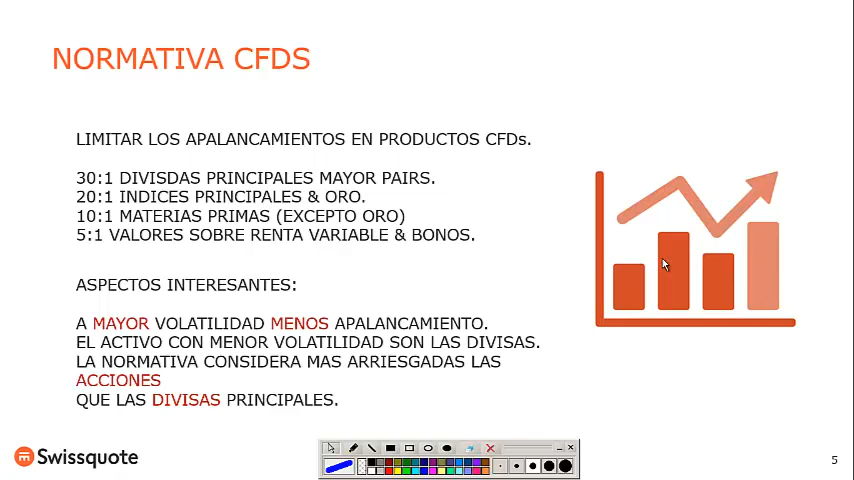 NORMATIVA CFDS
LIMITAR LOS APALANCAMIENTOS EN PRODUCTOS CFDs.
30:1 DIVISDAS PRINCIPALES MAYOR PAIRS.
20:1 INDICES PRINCIPALES & ORO.
10:1 MATERIAS PRIMAS (EXCEPTO ORO)
5:1 VALORES SOBRE RENTA VARIABLE & BONOS.
ASPECTOS INTERESANTES:
A MAYOR VOLATILIDAD MENOS APALANCAMIENTO.
EL ACTIVO CON MENOR VOLATILIDAD SON LAS DIVISAS.
LA NORMATIVA CONSIDERA MAS ARRIESGADAS LAS
ACCIONES
QUE LAS DIVISAS PRINCIPALES.
Swissquote
5